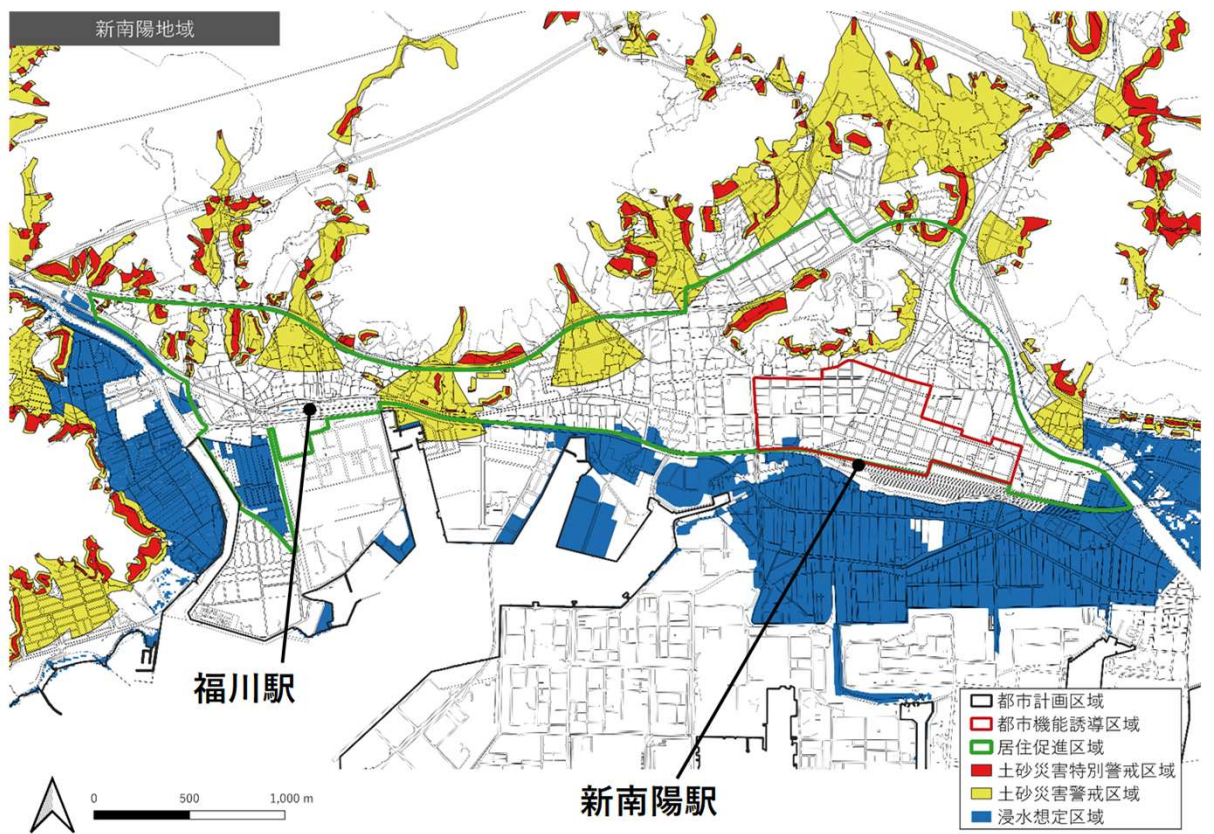 新南陽地域
福川駅
新南陽駅
都市計画区域
都市機能誘導区域
居住促進区域
土砂災害特別警戒区域
土砂災害警戒区域
浸水想定区域
0 500 1,000 m